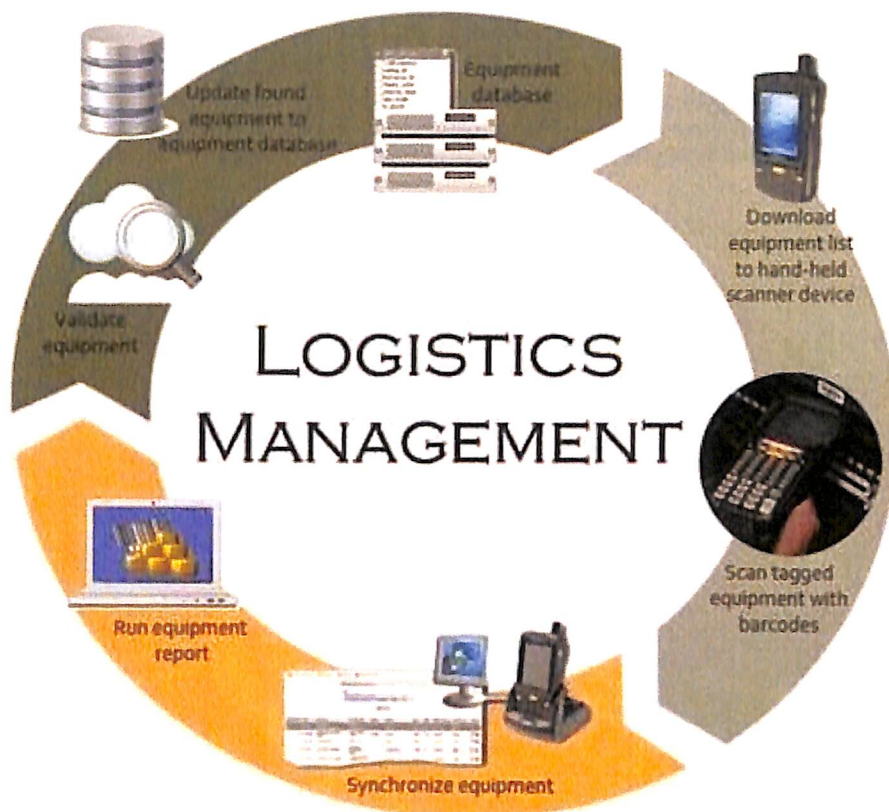 Equipment
database
Download
equipment list
to hand-held
scanner device
Scan tagged
equipment with
barcodes
Synchronize equipment
Run equipment
report
Validate
equipment
Update found
equipment to
equipment database
LOGISTICS
MANAGEMENT